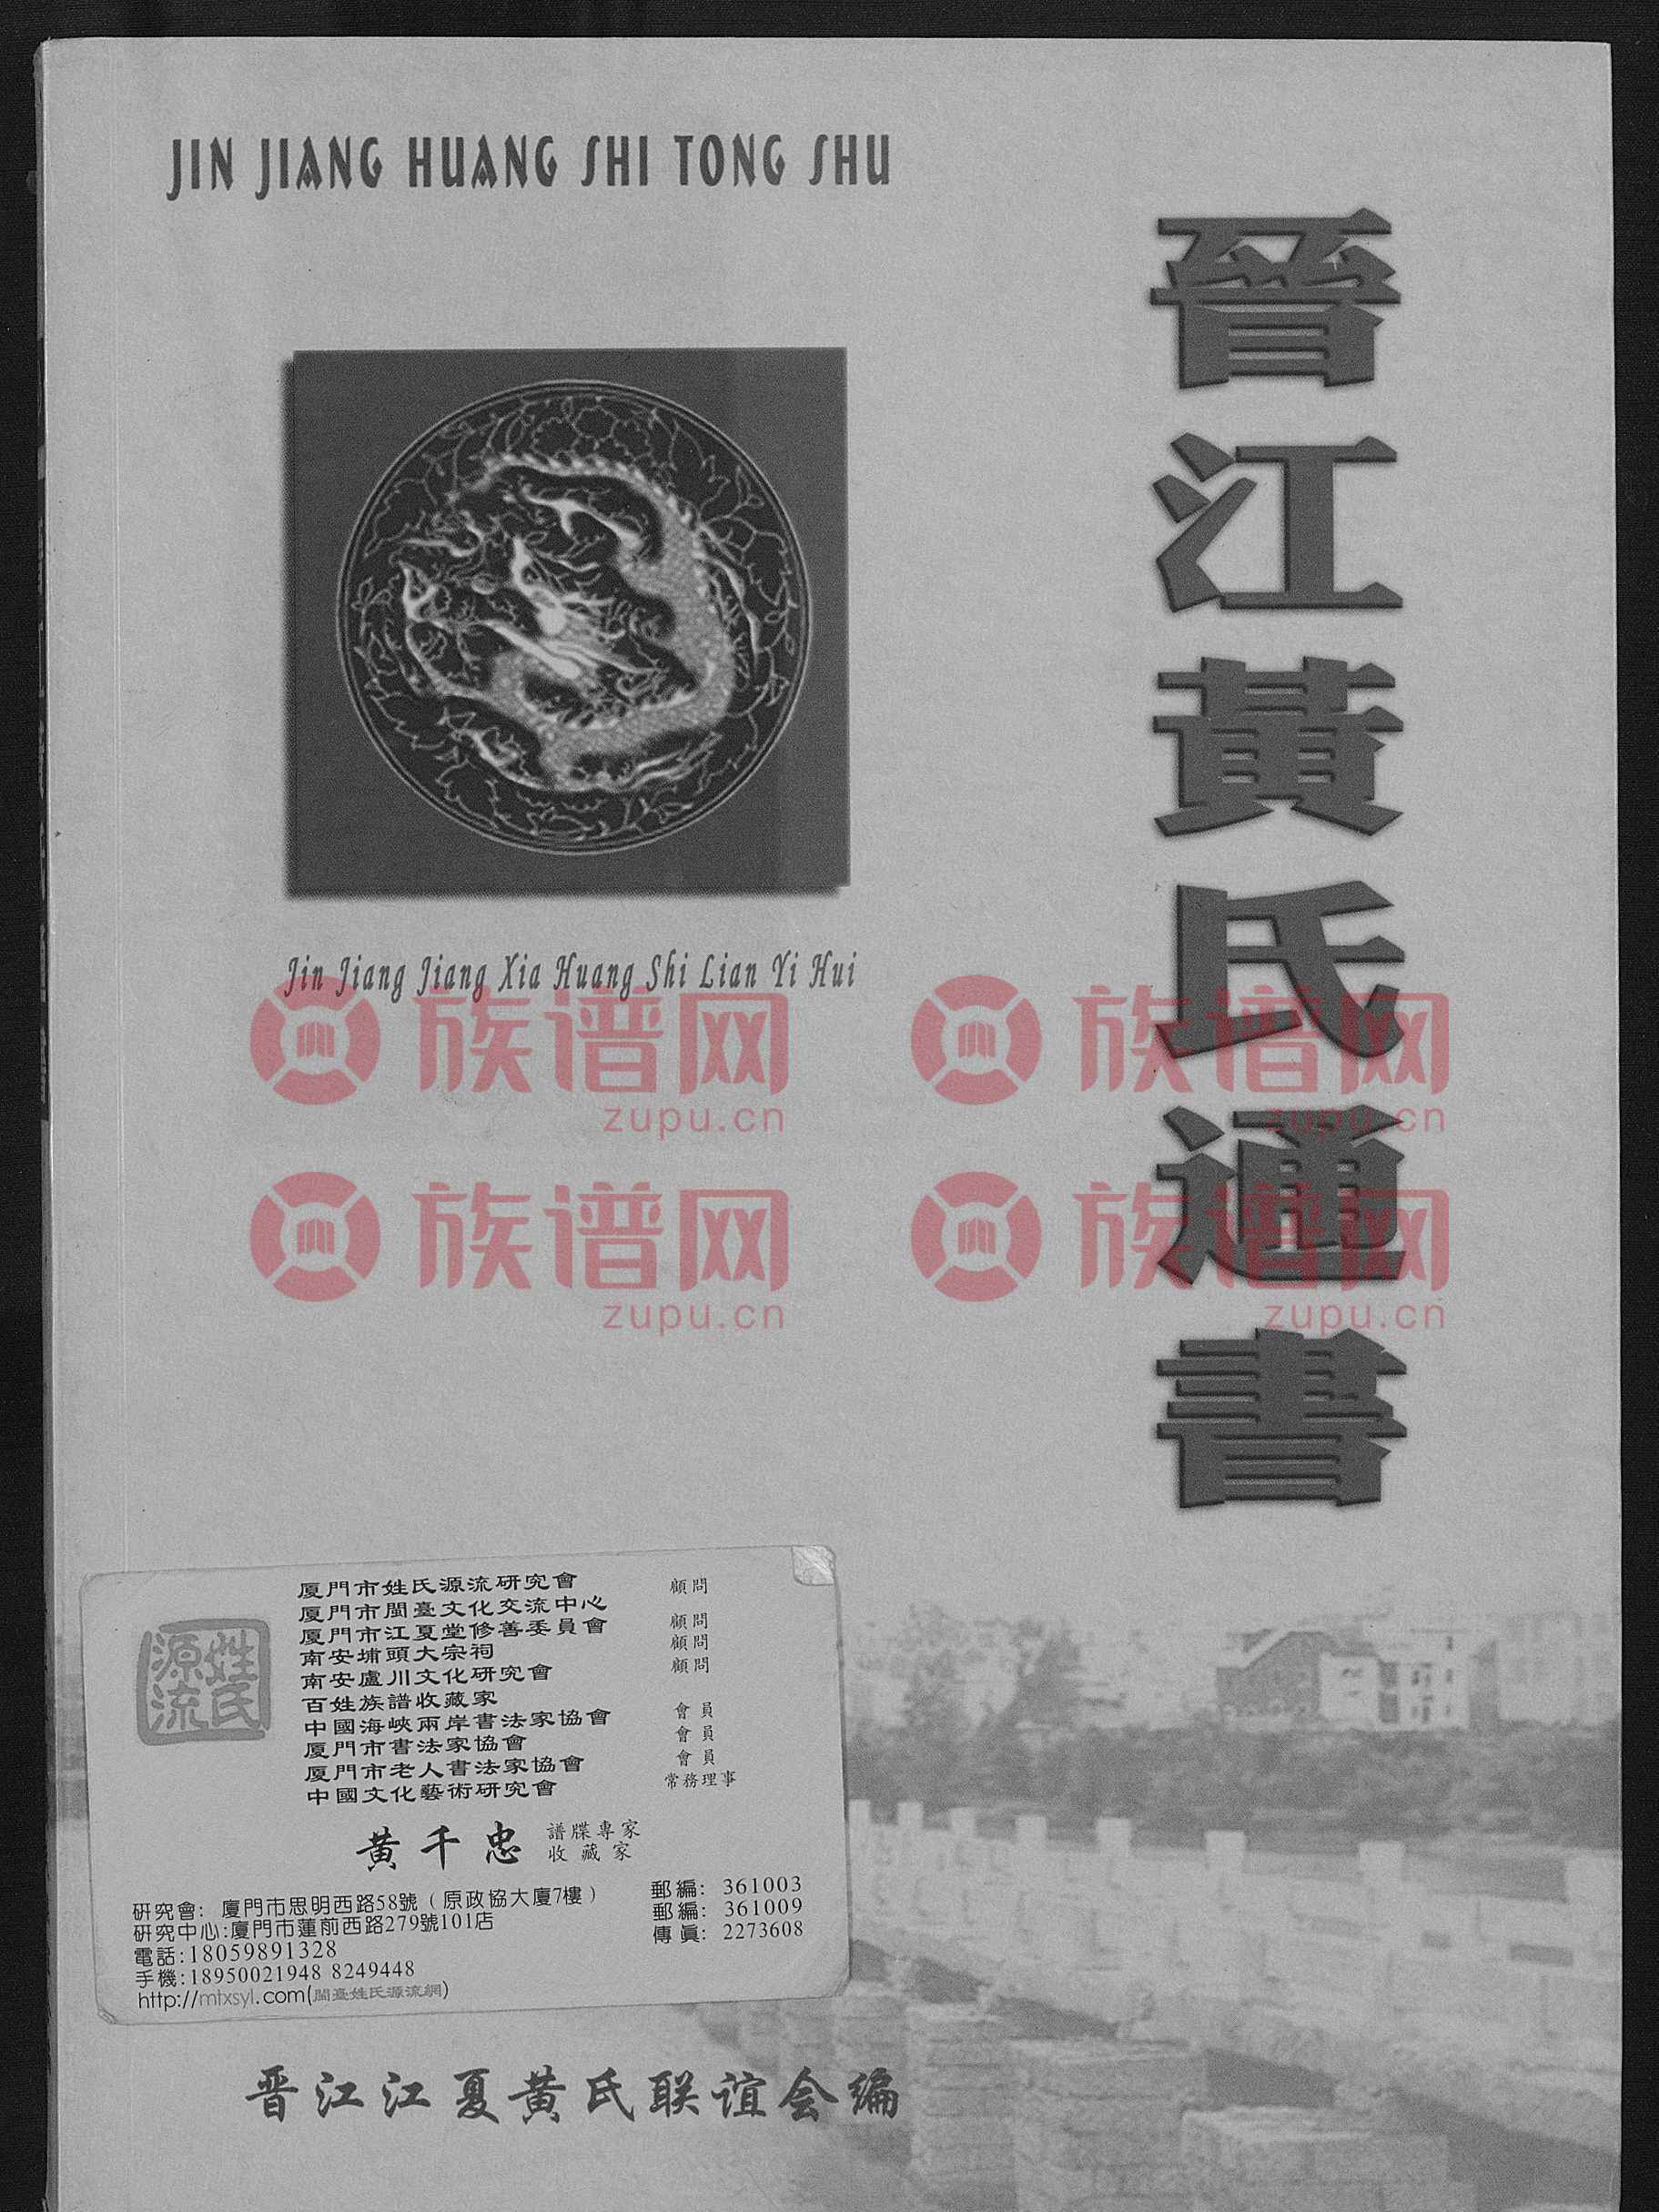 JIN JIANG HUANG SHI TONG SHU
晉江黃氏通書
Jin Jiang Jiang Xia Huang Shi Lian Yi Hui
族谱网 族谱网
zupu.cn zupu.cn
族谱网 族谱网
zupu.cn zupu.cn
姓氏源流
厦門市姓氏源流研究會 顧問
厦門市閩臺文化交流中心
厦門市江夏堂修善委員會 顧問
南安埔頭大宗祠 顧問
南安盧川文化研究會 顧問
百姓族譜收藏家
中國海峽兩岸書法家協會 會員
厦門市書法家協會 會員
厦門市老人書法家協會 會員
中國文化藝術研究會 常務理事
黄千忠 譜牒專家
收藏家
研究會：廈門市思明西路58號（原政協大廈7樓） 郵編：361003
研究中心:廈門市蓮前西路279號101店 郵編：361009
電話:18059891328 傳眞：2273608
手機:18950021948 8249448
http://mtxsyl.com(閩臺姓氏源流網)
晋江江夏黄氏联谊会编